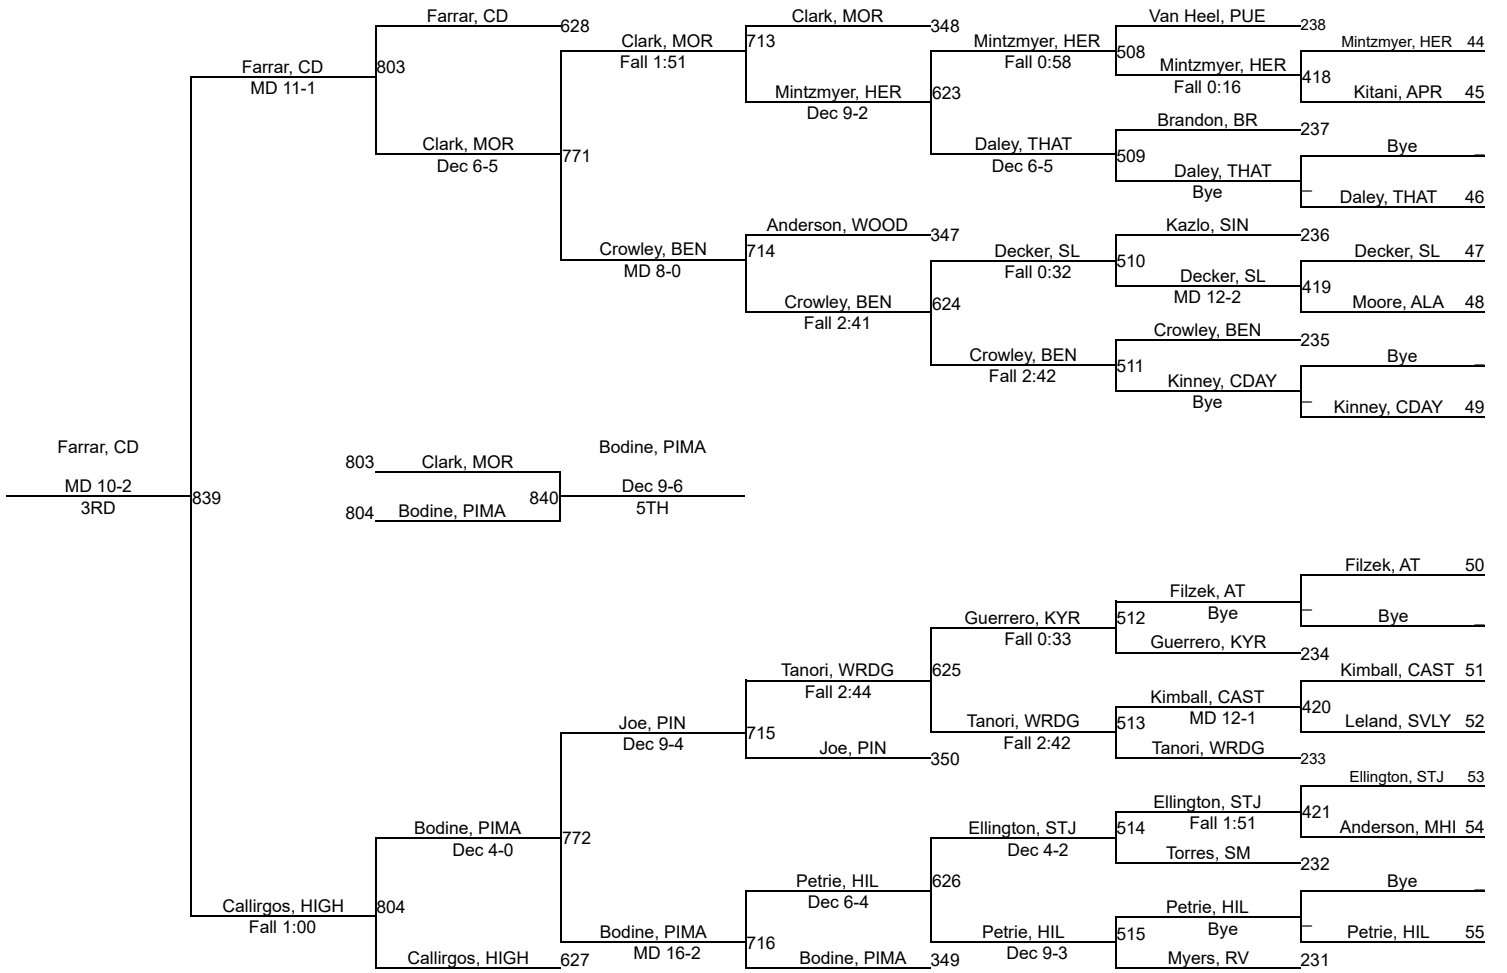 Farrar, CD
628
Clark, MOR
348
Van Heel, PUE
238
Clark, MOR
Fall 1:51
713
Mintzmyer, HER
Fall 0:58
508
Mintzmyer, HER 44
Farrar, CD
MD 11-1
803
Mintzmyer, HER
Fall 0:16
418
Mintzmyer, HER
Dec 9-2
623
Kitani, APR 45
Brandon, BR
237
Clark, MOR
Dec 6-5
771
Daley, THAT
Dec 6-5
509
Bye _
Daley, THAT
Bye
_
Daley, THAT 46
Anderson, WOOD
347
Kazlo, SIN
236
Crowley, BEN
MD 8-0
714
Decker, SL
Fall 0:32
510
Decker, SL 47
Decker, SL
MD 12-2
419
Crowley, BEN
Fall 2:41
624
Moore, ALA 48
Crowley, BEN
235
Crowley, BEN
Fall 2:42
511
Bye _
Kinney, CDAY
Bye
_
Kinney, CDAY 49
Farrar, CD
MD 10-2
3RD
839
803 Clark, MOR
804 Bodine, PIMA
840
Bodine, PIMA
Dec 9-6
5TH
Filzek, AT 50
Filzek, AT
Bye
_
Bye _
Guerrero, KYR
Fall 0:33
512
Guerrero, KYR
234
Tanori, WRDG
Fall 2:44
625
Kimball, CAST 51
Kimball, CAST
MD 12-1
420
Leland, SVLY 52
Joe, PIN
Dec 9-4
715
Tanori, WRDG
Fall 2:42
513
Joe, PIN
350
Tanori, WRDG
233
Ellington, STJ 53
Ellington, STJ
Fall 1:51
421
Anderson, MHI 54
Bodine, PIMA
Dec 4-0
772
Ellington, STJ
Dec 4-2
514
Torres, SM
232
Petrie, HIL
Dec 6-4
626
Bye _
Callirgos, HIGH
Fall 1:00
804
Petrie, HIL
Bye
_
Petrie, HIL 55
Bodine, PIMA
MD 16-2
716
Petrie, HIL
Dec 9-3
515
Callirgos, HIGH
627
Bodine, PIMA
349
Myers, RV
231